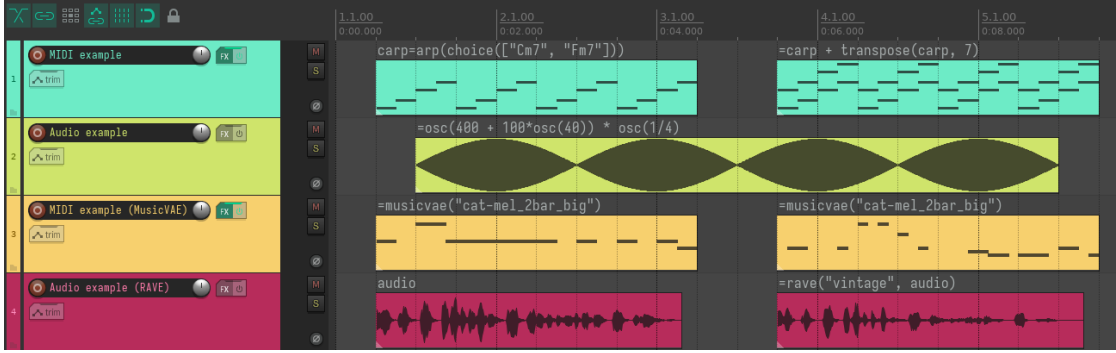 1.1.00 2.1.00 3.1.00 4.1.00 5.1.00
0:00.000 0:02.000 0:04.000 0:06.000 0:08.000
MIDI example FX M carp=arp(choice(["Cm7", "Fm7"])) =carp + transpose(carp, 7)
1 trim S
Audio example FX M =osc(400 + 100*osc(40)) * osc(1/4)
2 trim S
MIDI example (MusicVAE) FX M =musicvae("cat-mel_2bar_big") =musicvae("cat-mel_2bar_big")
3 trim S
Audio example (RAVE) FX M audio =rave("vintage", audio)
4 trim S